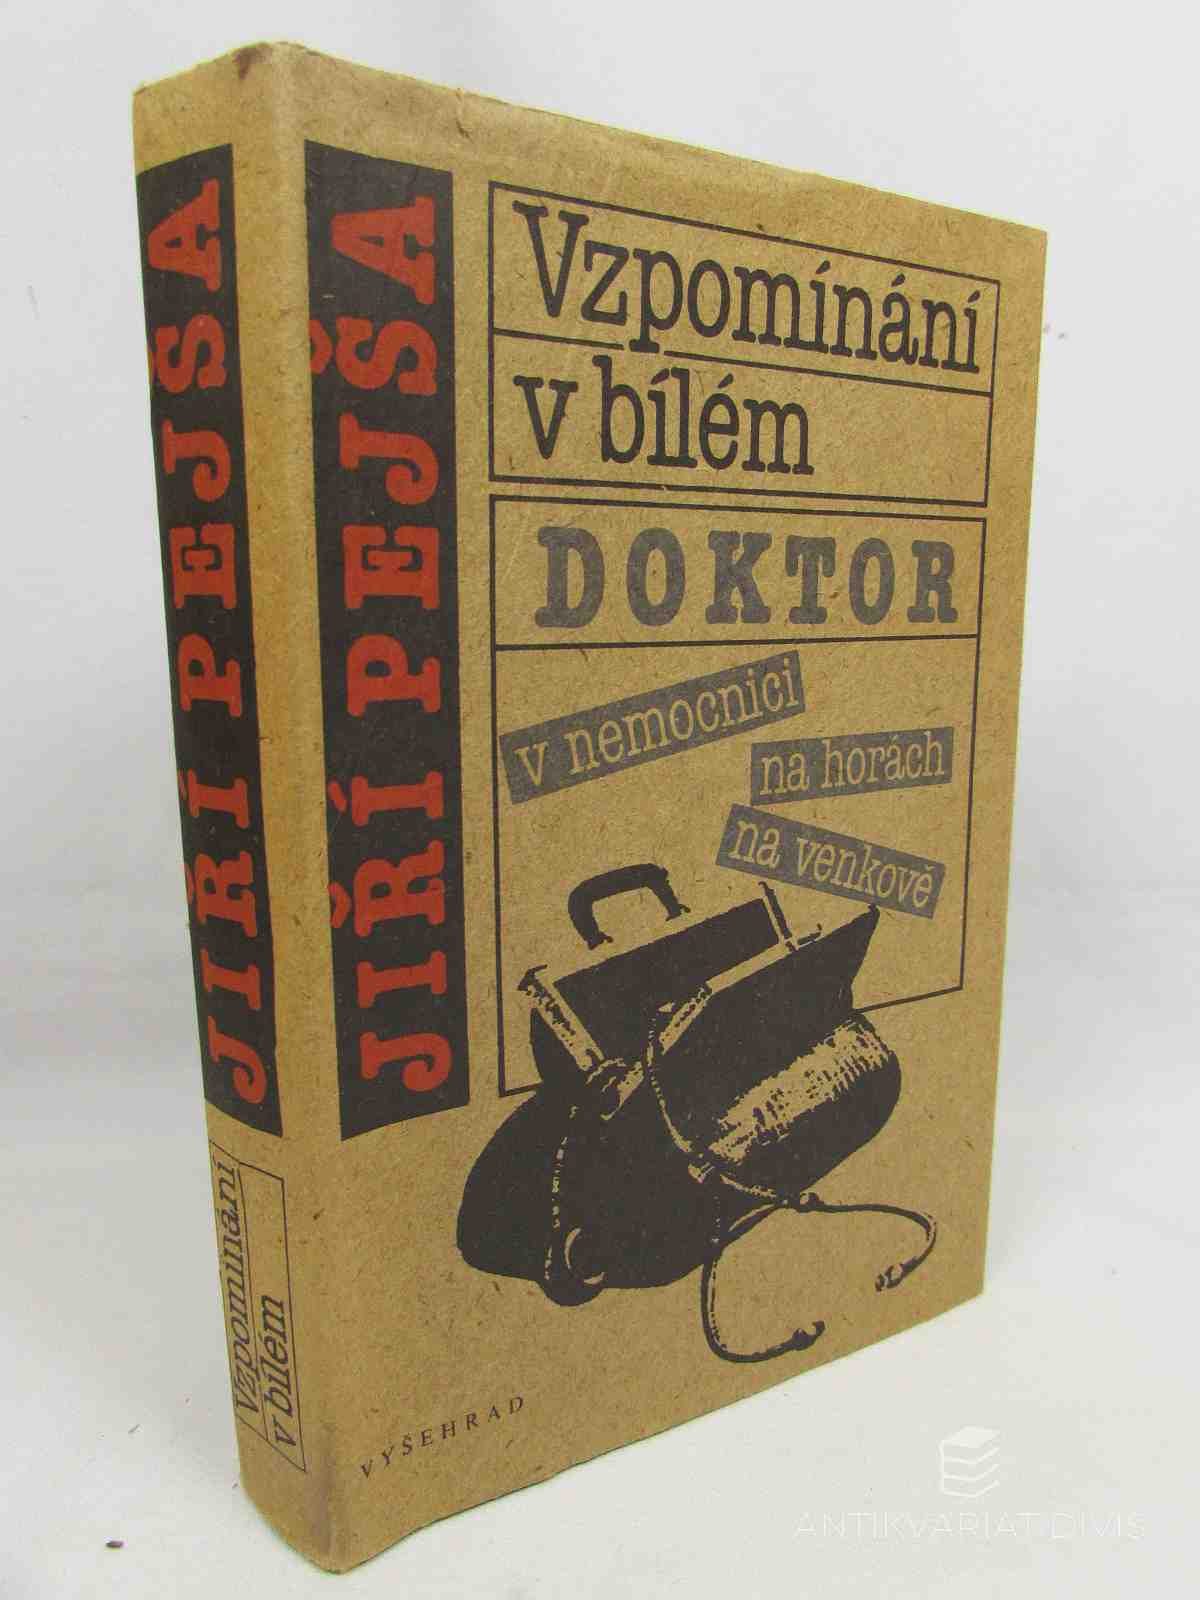 JIŘÍ PEJŠA
Vzpomínání
v bílém
JIŘÍ PEJŠA
Vzpomínání
v bílém
DOKTOR
v nemocnici
na horách
na venkově
VYŠEHRAD
ANTIKVARIAT DIVIS